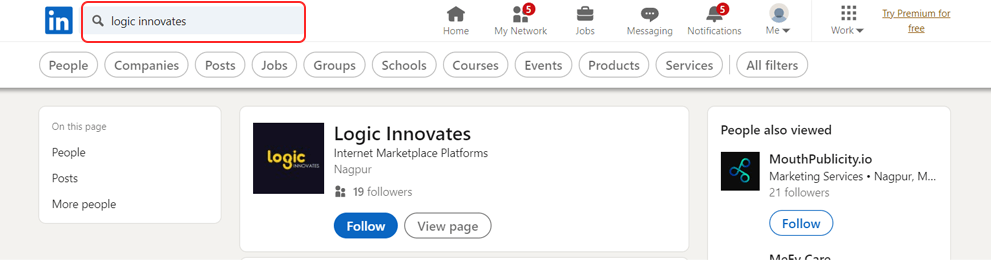 in
logic innovates
Home
5
My Network
Jobs
Messaging
5
Notifications
Me
Work
Try Premium for
free
People
Companies
Posts
Jobs
Groups
Schools
Courses
Events
Products
Services
All filters
On this page
People
Posts
More people
logic
INNOVATES
Logic Innovates
Internet Marketplace Platforms
Nagpur
19 followers
Follow
View page
People also viewed
MouthPublicity.io
Marketing Services • Nagpur, M...
21 followers
Follow